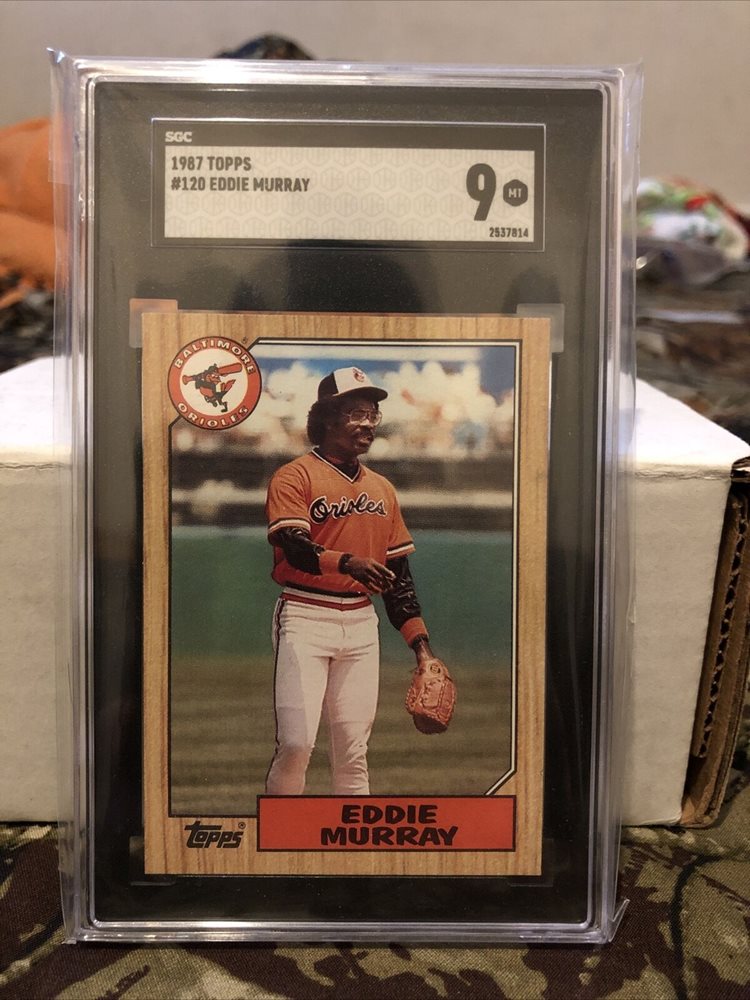 SGC
1987 TOPPS
#120 EDDIE MURRAY
9 MT
2537814
BALTIMORE
ORIOLES
Orioles
topps®
EDDIE
MURRAY